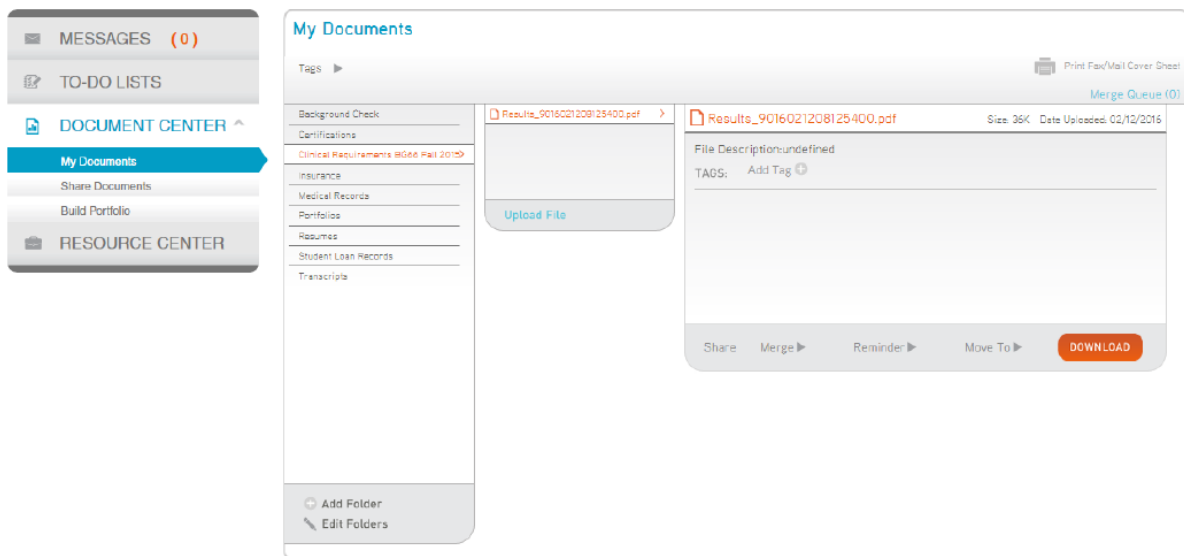 MESSAGES (0)
TO-DO LISTS
DOCUMENT CENTER
My Documents
Share Documents
Build Portfolio
RESOURCE CENTER
My Documents
Tags
Print Fax/Mail Cover Sheet
Merge Queue (0)
Background Check
Certifications
Clinical Requirements BG66 Fall 2015
Insurance
Medical Records
Portfolios
Resumes
Student Loan Records
Transcripts
Add Folder
Edit Folders
Results_9016021208125400.pdf
Upload File
Results_9016021208125400.pdf Size: 36K Date Uploaded: 02/12/2016
File Description:undefined
TAGS: Add Tag
Share Merge Reminder Move To DOWNLOAD